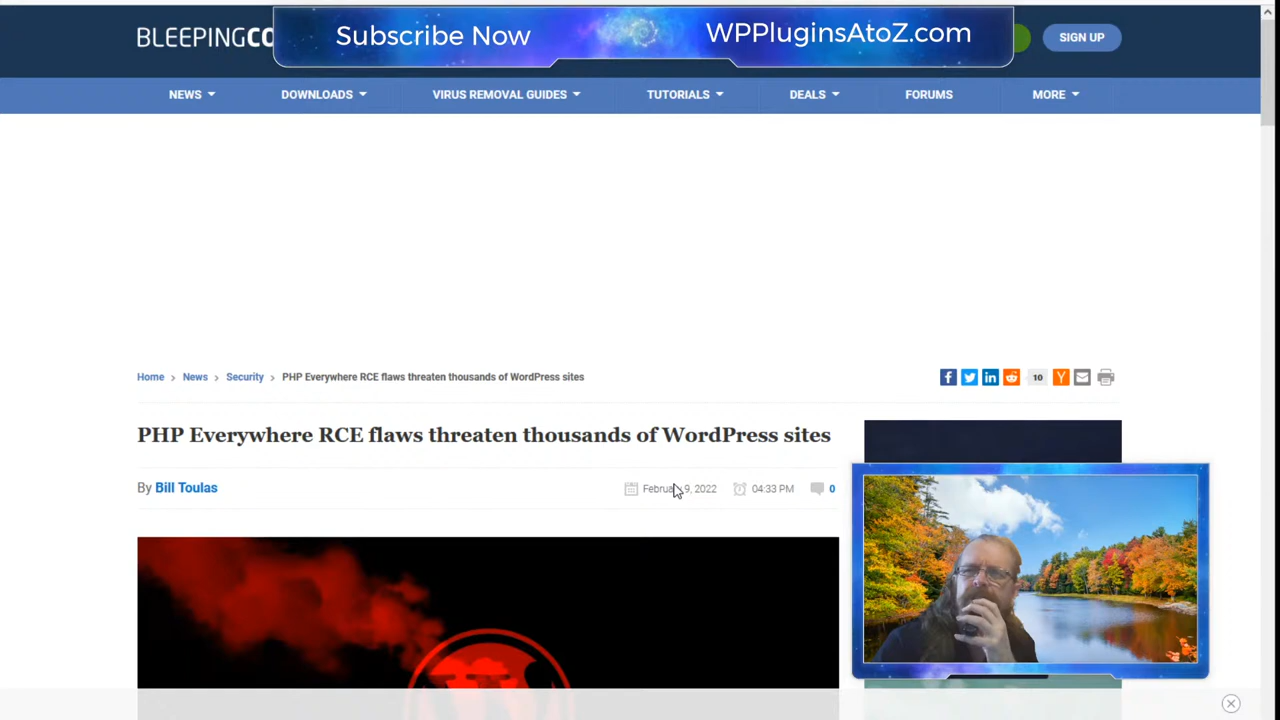 BLEEPINGCO
Subscribe Now
WPPluginsAtoZ.com
SIGN UP
NEWS
DOWNLOADS
VIRUS REMOVAL GUIDES
TUTORIALS
DEALS
FORUMS
MORE
Home > News > Security > PHP Everywhere RCE flaws threaten thousands of WordPress sites
10
PHP Everywhere RCE flaws threaten thousands of WordPress sites
By Bill Toulas
February 9, 2022
04:33 PM
0